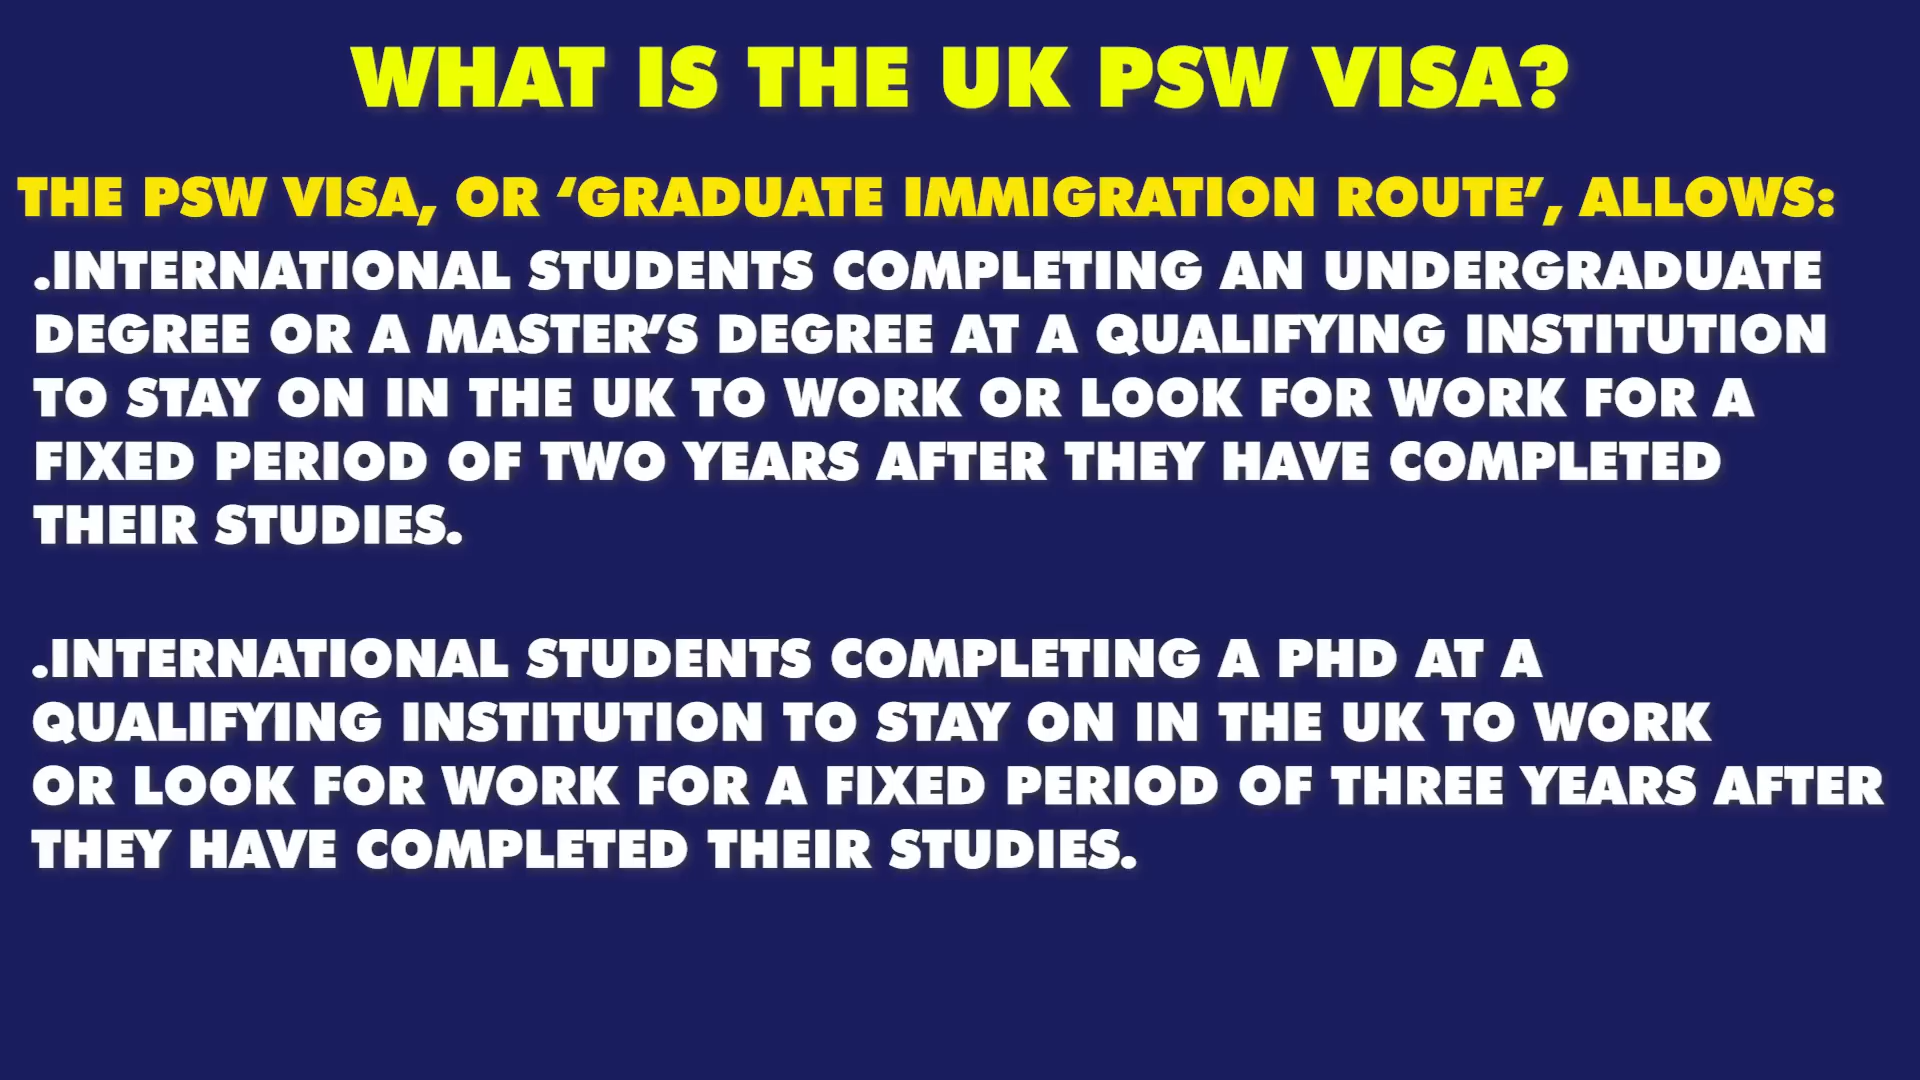 WHAT IS THE UK PSW VISA?
THE PSW VISA, OR ‘GRADUATE IMMIGRATION ROUTE’, ALLOWS:
.INTERNATIONAL STUDENTS COMPLETING AN UNDERGRADUATE
DEGREE OR A MASTER’S DEGREE AT A QUALIFYING INSTITUTION
TO STAY ON IN THE UK TO WORK OR LOOK FOR WORK FOR A
FIXED PERIOD OF TWO YEARS AFTER THEY HAVE COMPLETED
THEIR STUDIES.
.INTERNATIONAL STUDENTS COMPLETING A PHD AT A
QUALIFYING INSTITUTION TO STAY ON IN THE UK TO WORK
OR LOOK FOR WORK FOR A FIXED PERIOD OF THREE YEARS AFTER
THEY HAVE COMPLETED THEIR STUDIES.